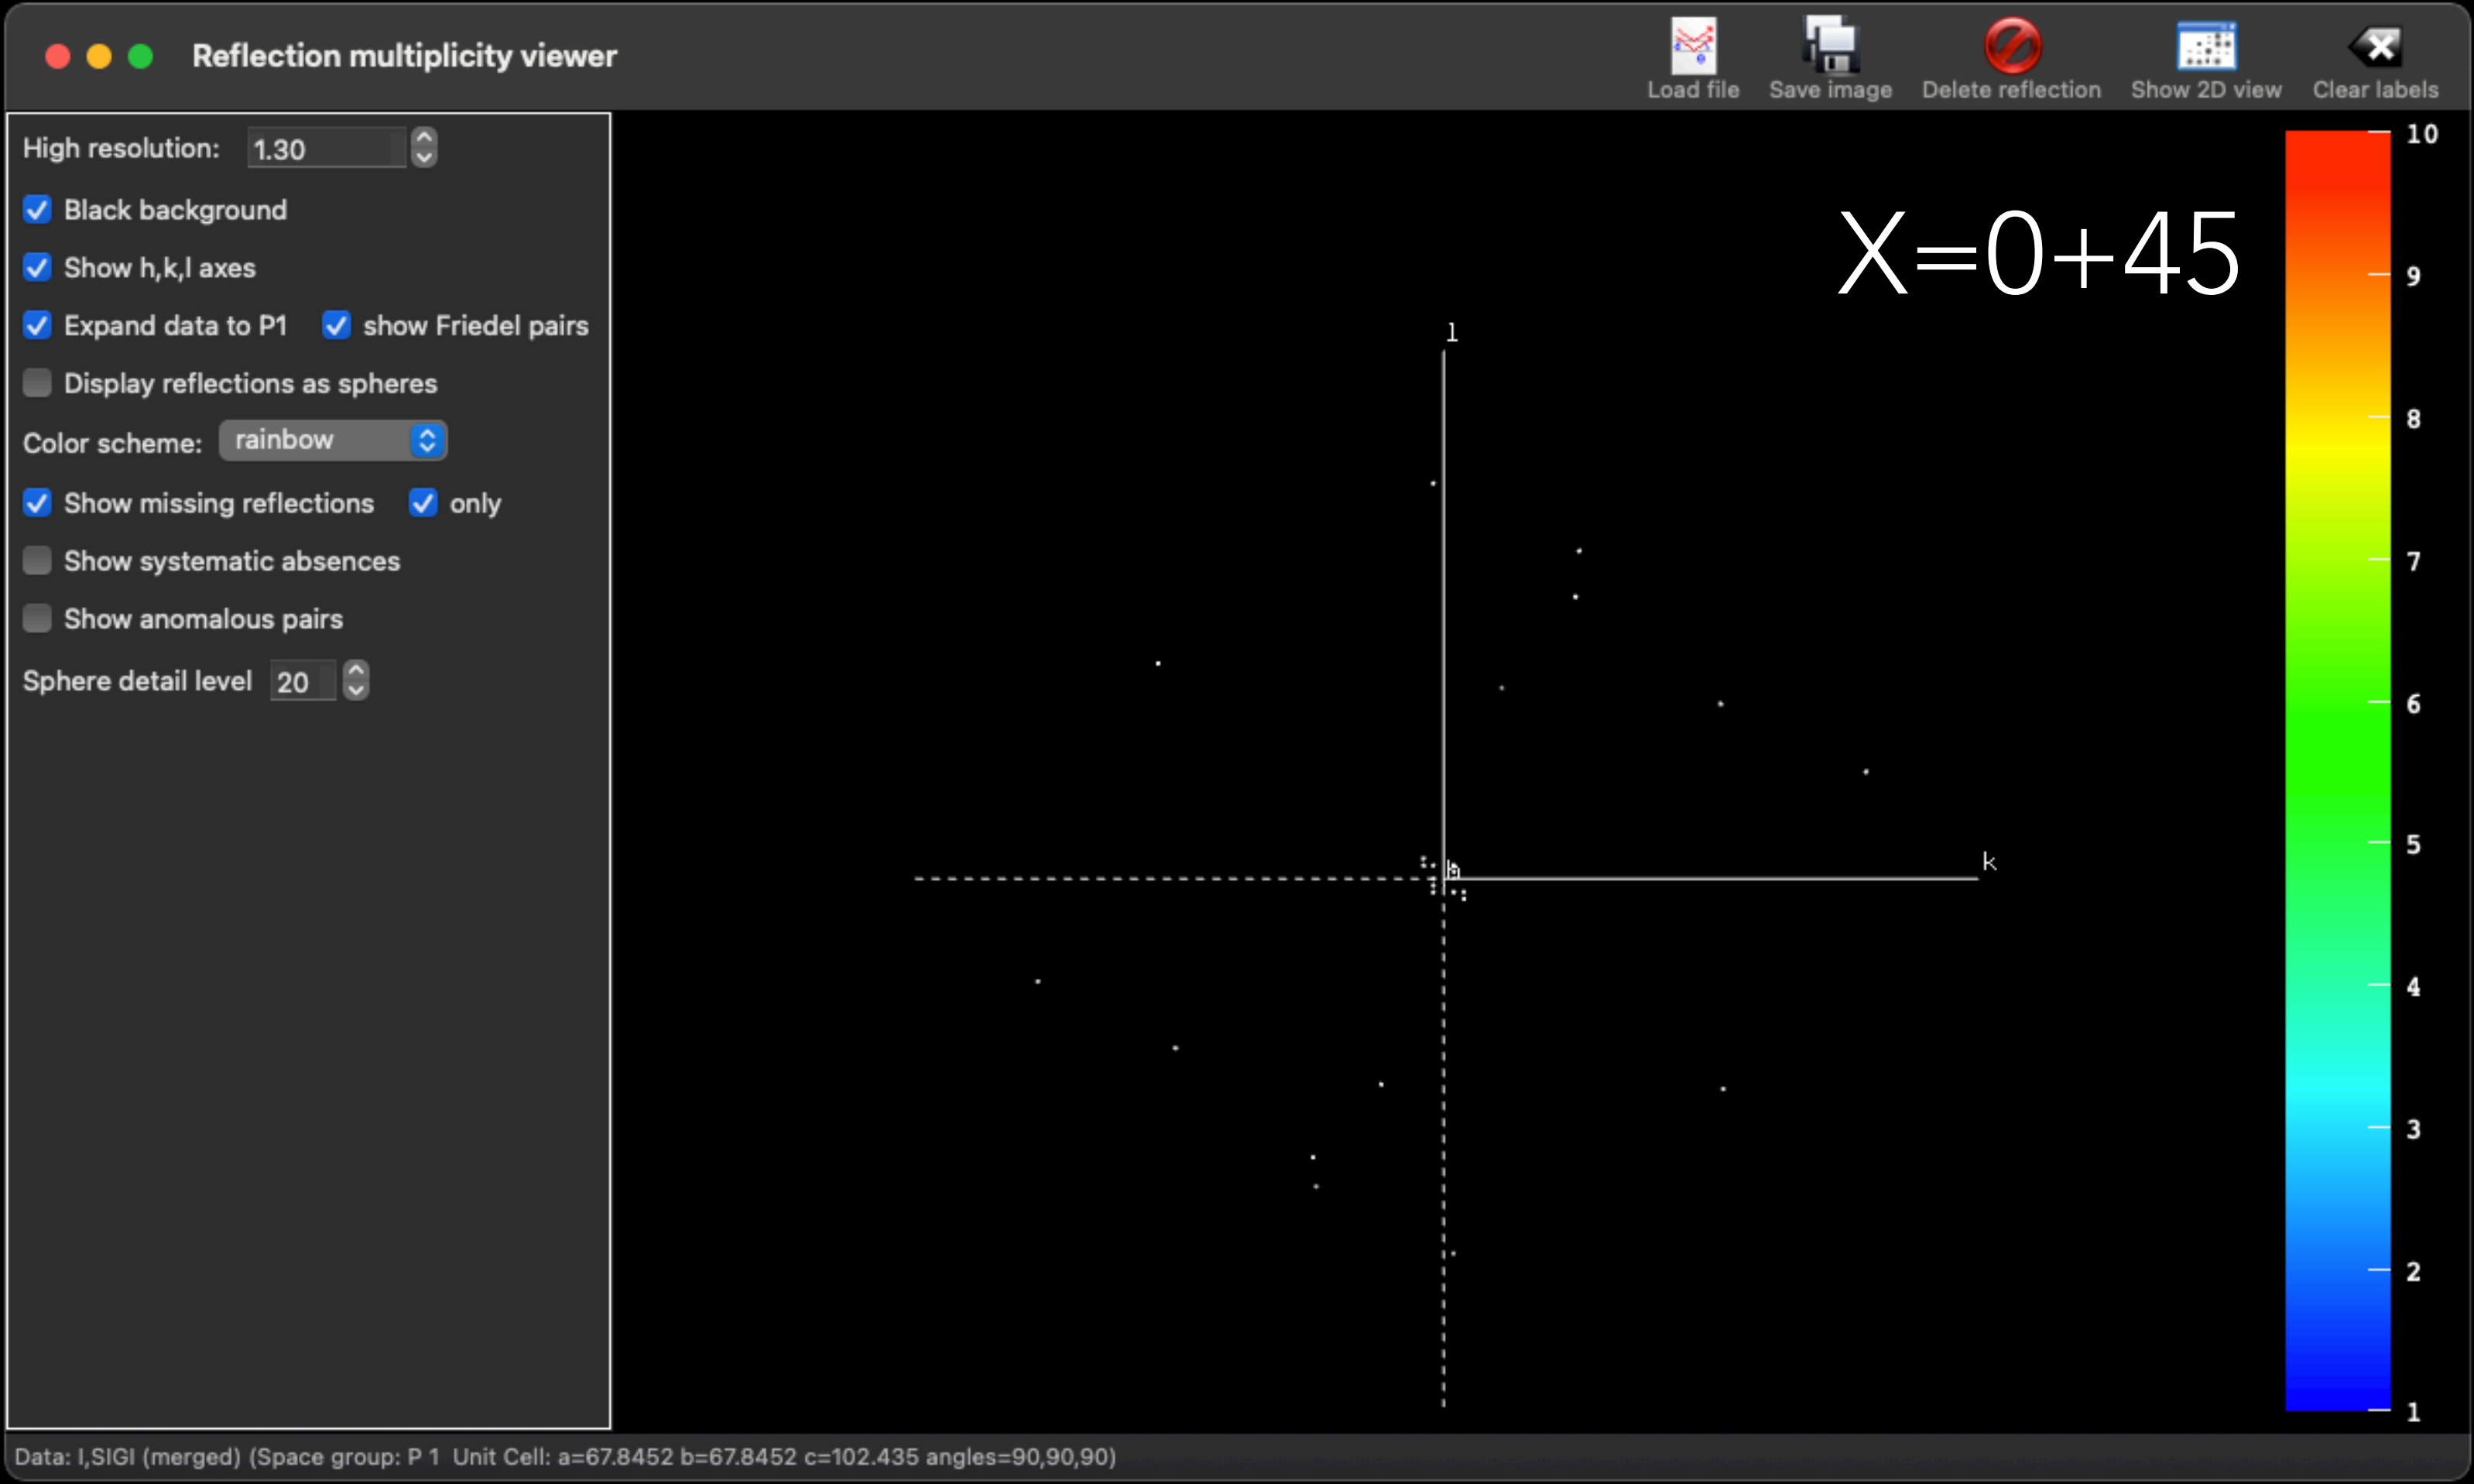 Reflection multiplicity viewer
Load file
Save image
Delete reflection
Show 2D view
Clear labels
High resolution: 1.30
Black background
Show h,k,l axes
Expand data to P1 show Friedel pairs
Display reflections as spheres
Color scheme: rainbow
Show missing reflections only
Show systematic absences
Show anomalous pairs
Sphere detail level 20
X=0+45
l
h
k
10
9
8
7
6
5
4
3
2
1
Data: I,SIGI (merged) (Space group: P 1 Unit Cell: a=67.8452 b=67.8452 c=102.435 angles=90,90,90)